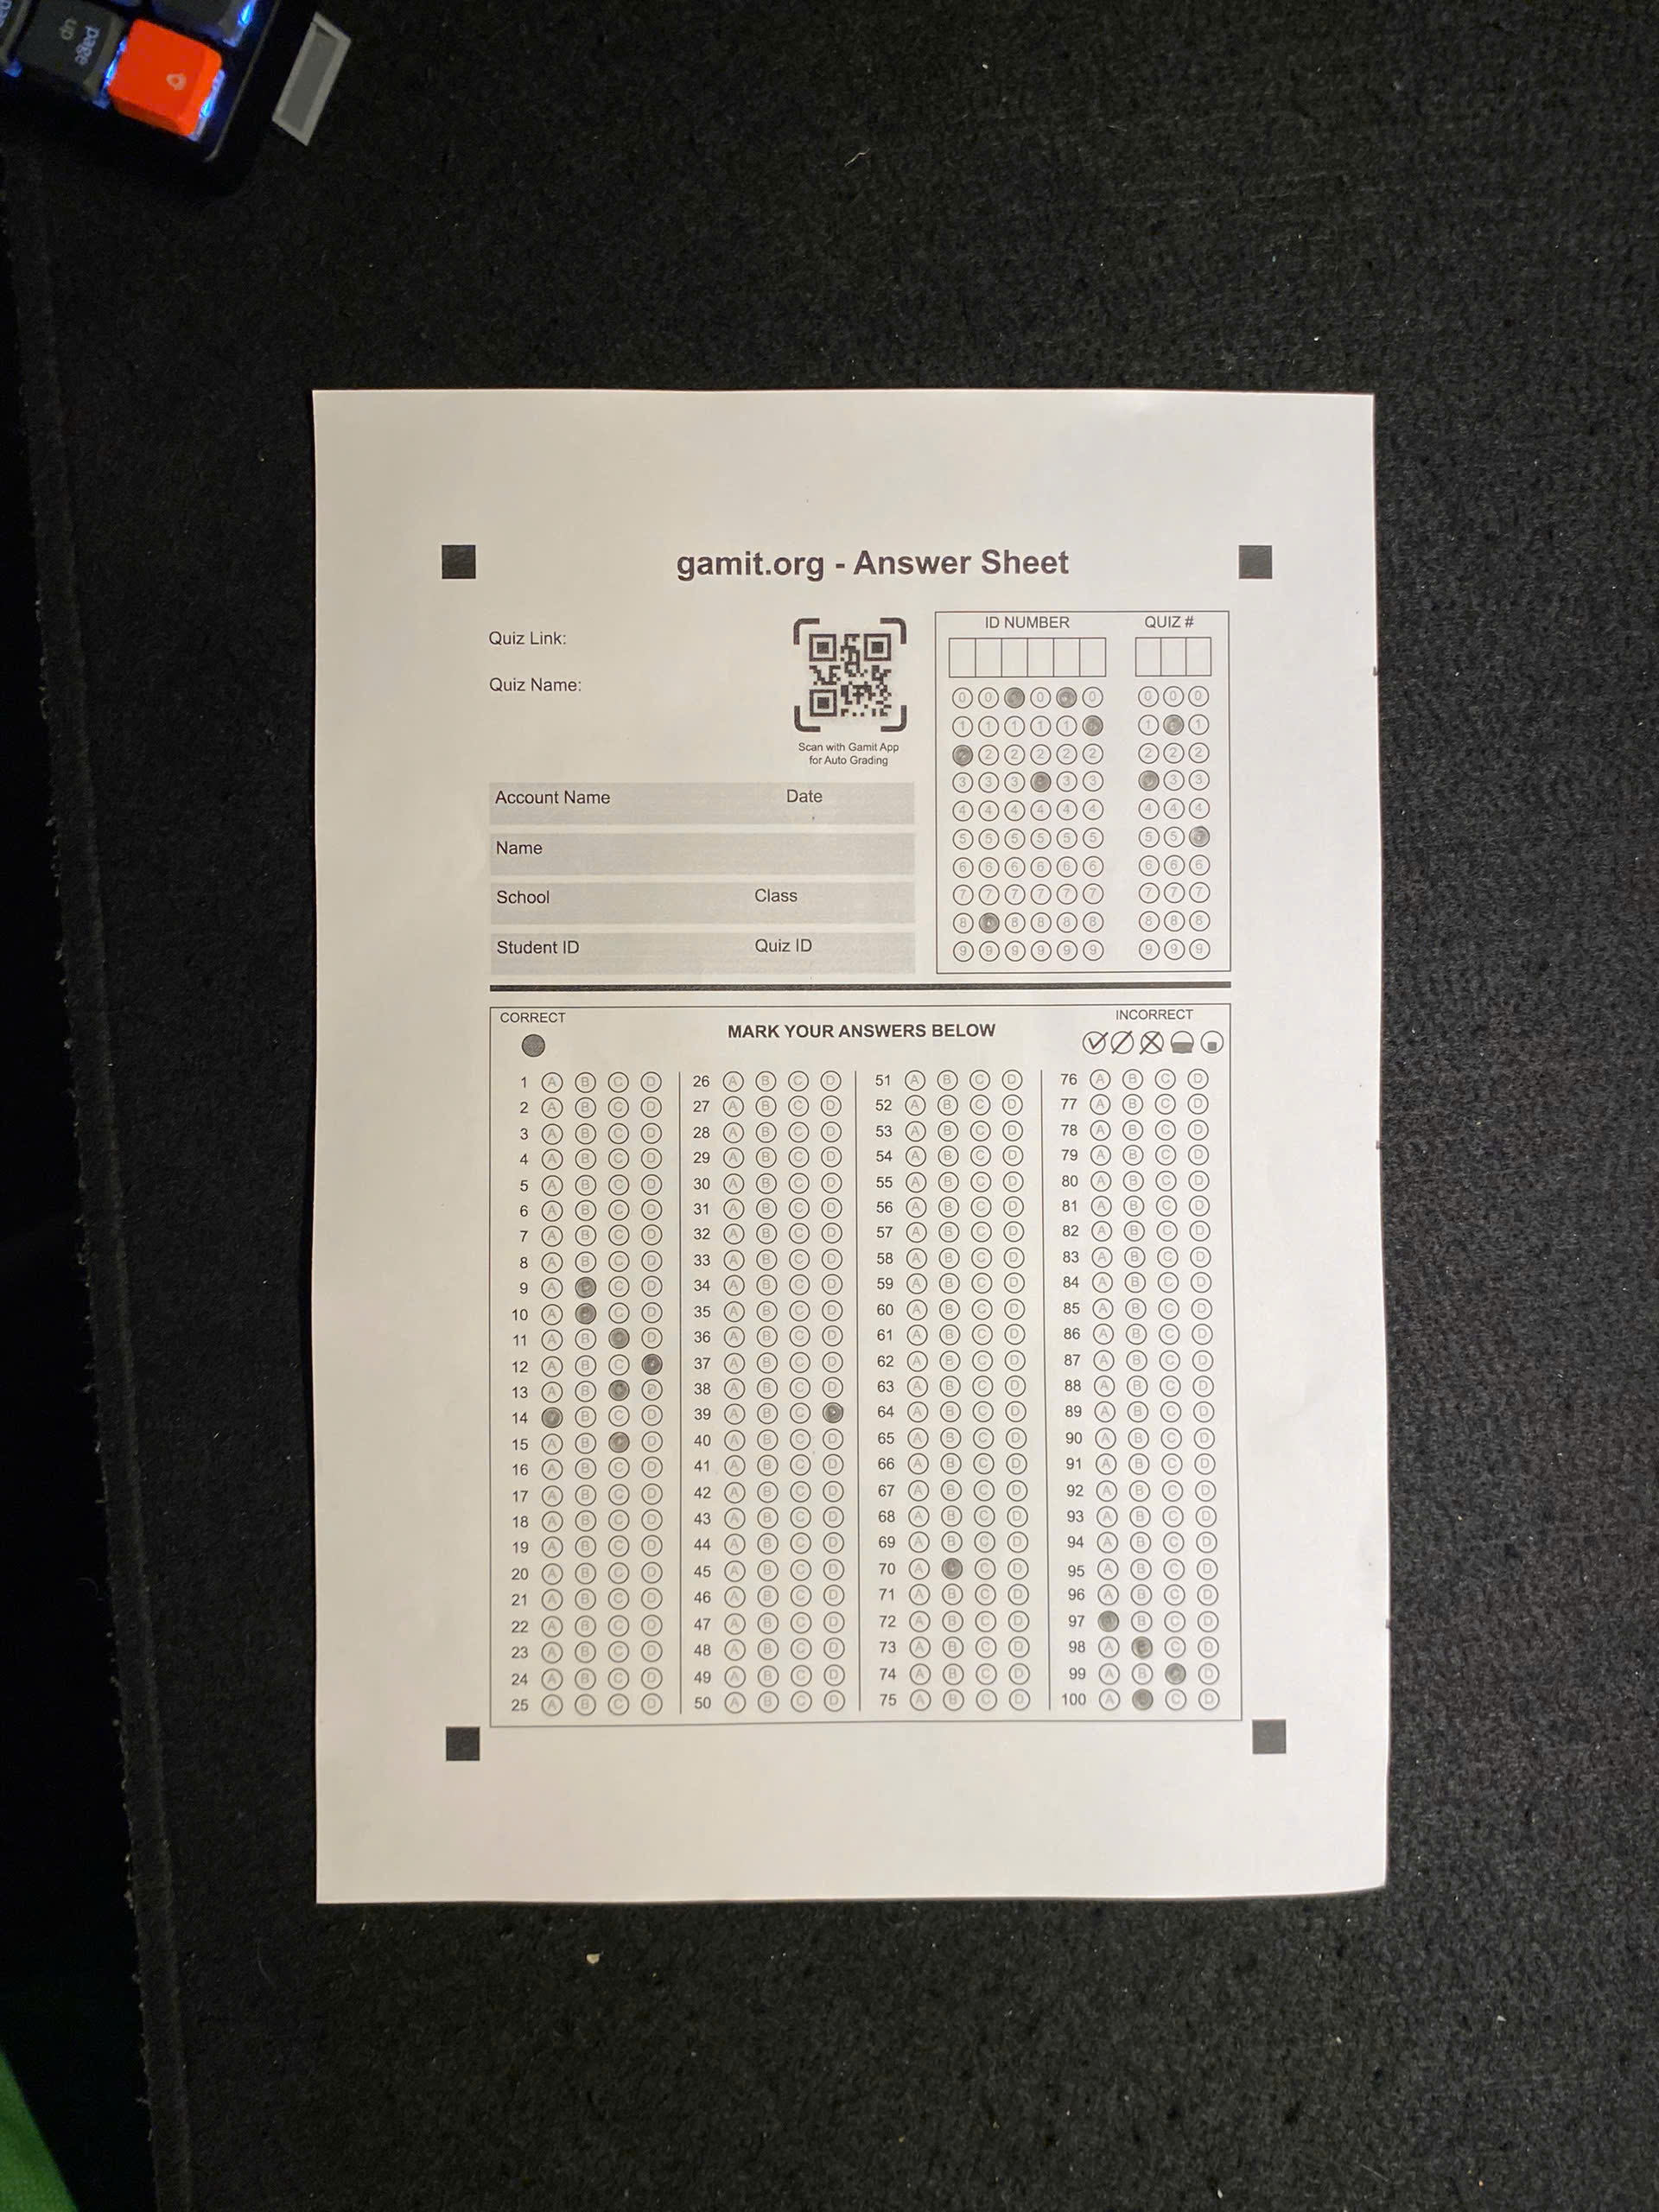 page
up
gamit.org - Answer Sheet
Quiz Link:
Quiz Name:
Scan with Gamit App
for Auto Grading
Account Name Date
Name
School Class
Student ID Quiz ID
ID NUMBER QUIZ #
0 0 0 0 0 0 0
1 1 1 1 1 1 1
2 2 2 2 2 2 2 2
3 3 3 3 3 3 3
4 4 4 4 4 4 4 4 4
5 5 5 5 5 5 5 5
6 6 6 6 6 6 6 6 6
7 7 7 7 7 7 7 7 7
8 8 8 8 8 8 8 8
9 9 9 9 9 9 9 9 9
CORRECT
MARK YOUR ANSWERS BELOW
INCORRECT
1 A B C D
2 A B C D
3 A B C D
4 A B C D
5 A B C D
6 A B C D
7 A B C D
8 A B C D
9 A C D
10 A C D
11 A B C D
12 A B C
13 A B C D
14 B C D
15 A B C D
16 A B C D
17 A B C D
18 A B C D
19 A B C D
20 A B C D
21 A B C D
22 A B C D
23 A B C D
24 A B C D
25 A B C D
26 A B C D
27 A B C D
28 A B C D
29 A B C D
30 A B C D
31 A B C D
32 A B C D
33 A B C D
34 A B C D
35 A B C D
36 A B C D
37 A B C D
38 A B C D
39 A B C D
40 A B C D
41 A B C D
42 A B C D
43 A B C D
44 A B C D
45 A B C D
46 A B C D
47 A B C D
48 A B C D
49 A B C D
50 A B C D
51 A B C D
52 A B C D
53 A B C D
54 A B C D
55 A B C D
56 A B C D
57 A B C D
58 A B C D
59 A B C D
60 A B C D
61 A B C D
62 A B C D
63 A B C D
64 A B C D
65 A B C D
66 A B C D
67 A B C D
68 A B C D
69 A B C D
70 A C D
71 A B C D
72 A B C D
73 A B C D
74 A B C D
75 A B C D
76 A B C D
77 A B C D
78 A B C D
79 A B C D
80 A B C D
81 A B C D
82 A B C D
83 A B C D
84 A B C D
85 A B C D
86 A B C D
87 A B C D
88 A B C D
89 A B C D
90 A B C D
91 A B C D
92 A B C D
93 A B C D
94 A B C D
95 A B C D
96 A B C D
97 B C D
98 A B C D
99 A B D
100 A C D